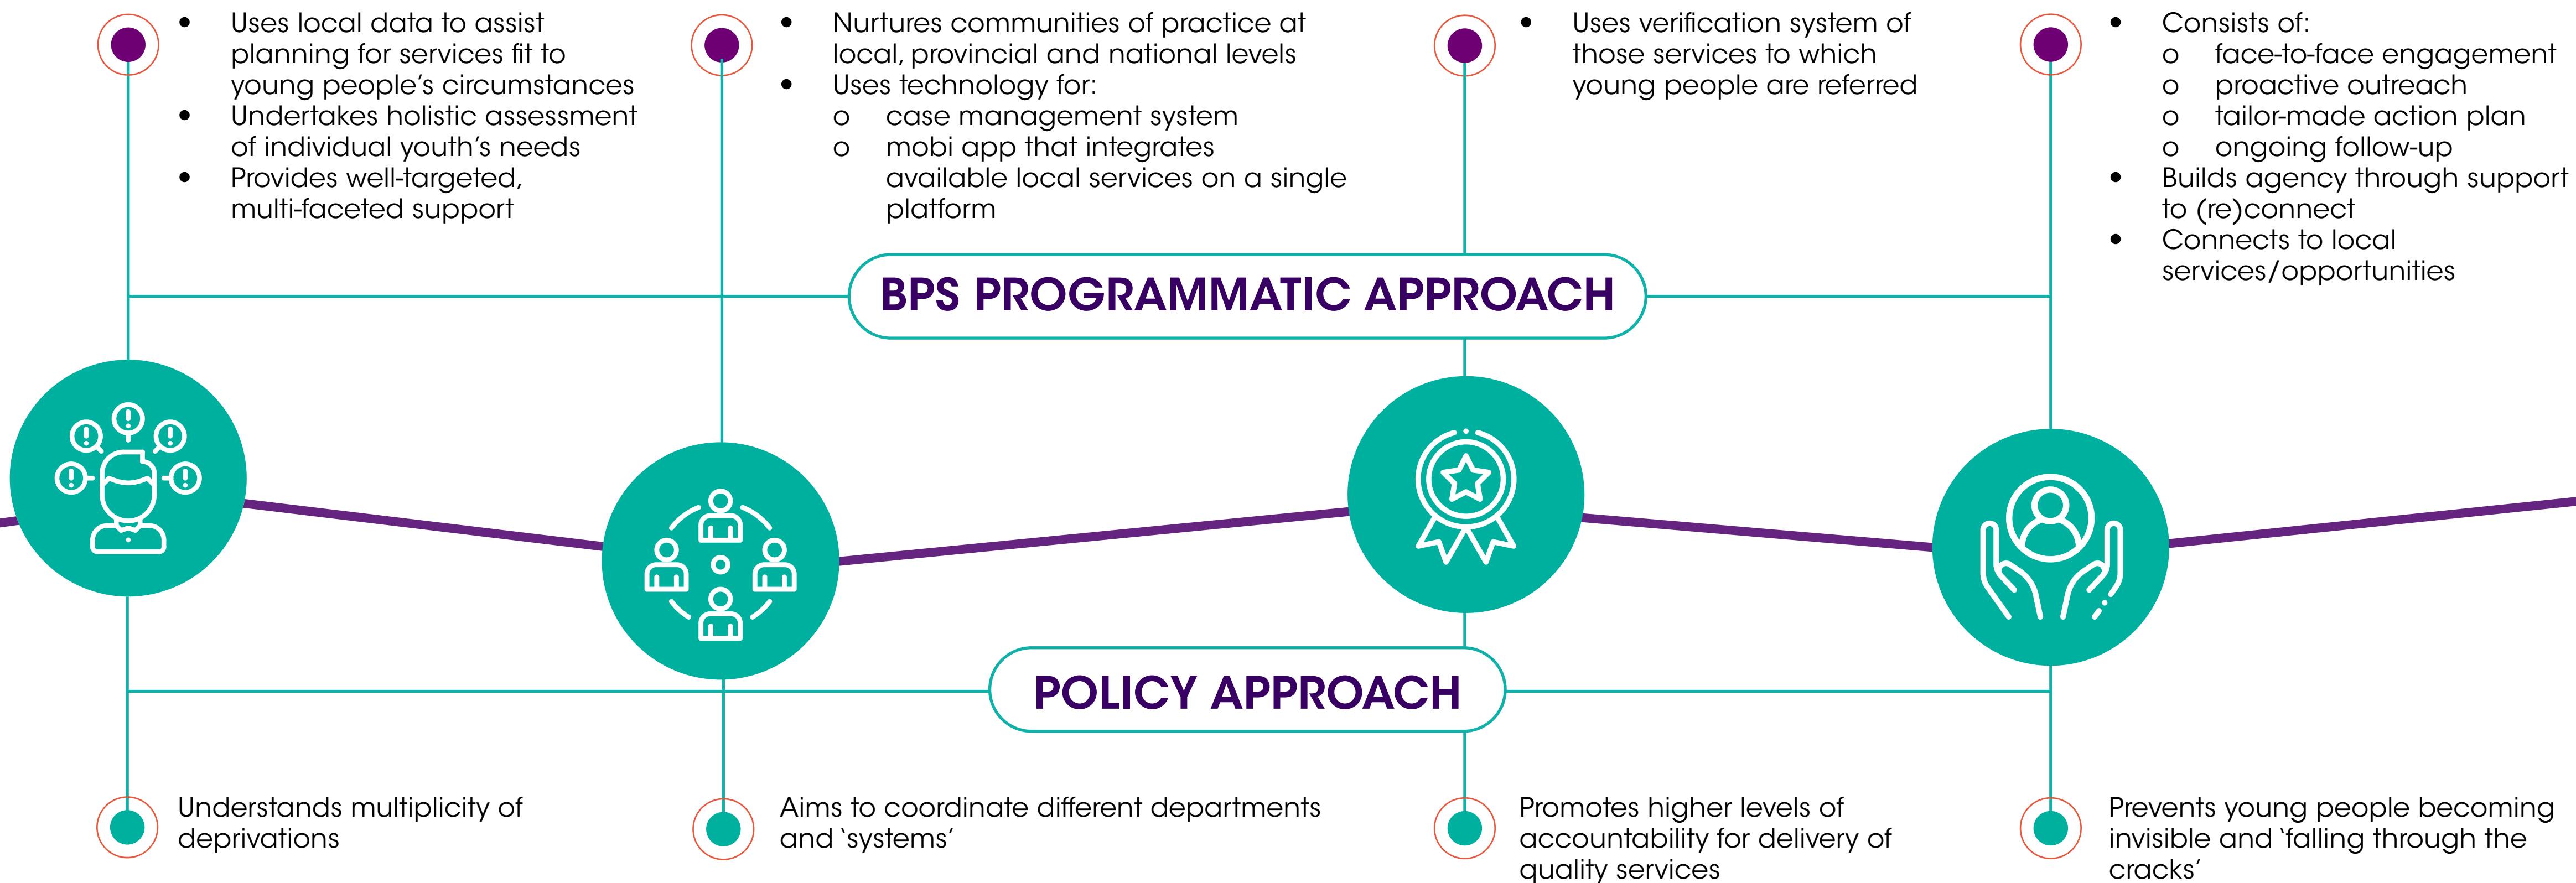 • Uses local data to assist
planning for services fit to
young people’s circumstances
• Undertakes holistic assessment
of individual youth’s needs
• Provides well-targeted,
multi-faceted support
• Nurtures communities of practice at
local, provincial and national levels
• Uses technology for:
o case management system
o mobi app that integrates
available local services on a single
platform
• Uses verification system of
those services to which
young people are referred
• Consists of:
o face-to-face engagement
o proactive outreach
o tailor-made action plan
o ongoing follow-up
• Builds agency through support
to (re)connect
• Connects to local
services/opportunities
BPS PROGRAMMATIC APPROACH
POLICY APPROACH
Understands multiplicity of
deprivations
Aims to coordinate different departments
and ‘systems’
Promotes higher levels of
accountability for delivery of
quality services
Prevents young people becoming
invisible and ‘falling through the
cracks’